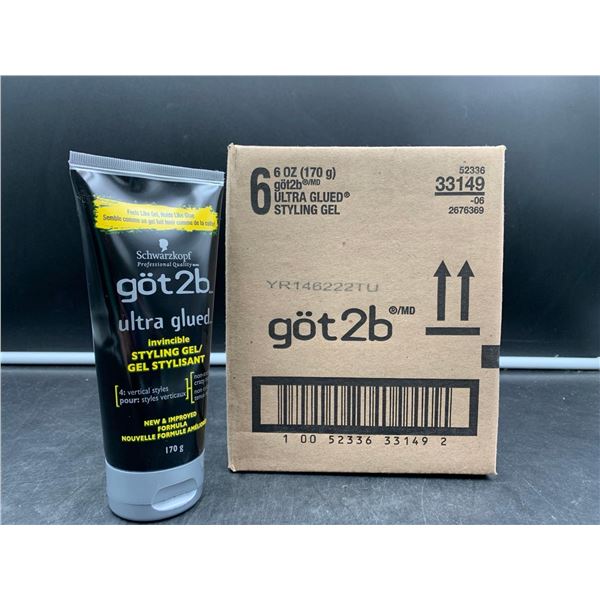 Feels Like Gel, Holds Like Glue
Semble comme un gel fait tenir comme de la colle!
Schwarzkopf
Professional Quality
göt2b
ultra glued
invincible
STYLING GEL/
GEL STYLISANT
4: vertical styles
pour: styles verticaux
NEW & IMPROVED
FORMULA
NOUVELLE FORMULE AMÉLIORÉE
170 g
6
6 OZ (170 g)
göt2b®/MD
ULTRA GLUED®
STYLING GEL
52336
33149
-06
2676369
YR146222TU
göt2b®/MD
1 00 52336 33149 2